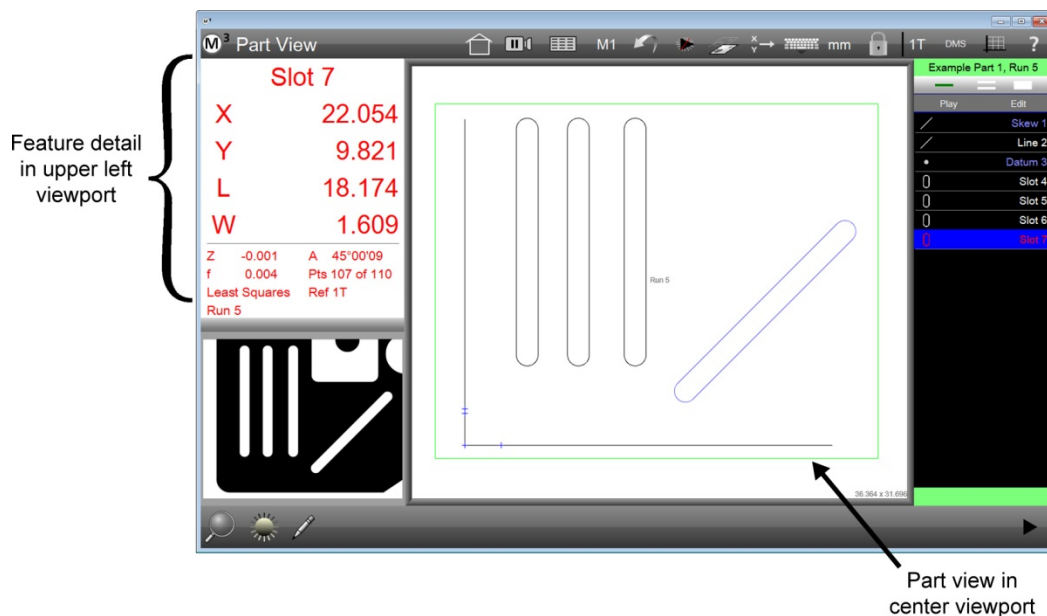 M³ Part View
M1
X Y
mm
1T
DMS
?
Feature detail
in upper left
viewport
Slot 7
X 22.054
Y 9.821
L 18.174
W 1.609
Z -0.001 A 45°00'09
f 0.004 Pts 107 of 110
Least Squares Ref 1T
Run 5
Run 5
36.364 x 31.696
Example Part 1, Run 5
Play Edit
Skew 1
Line 2
Datum 3
Slot 4
Slot 5
Slot 6
Slot 7
Part view in
center viewport